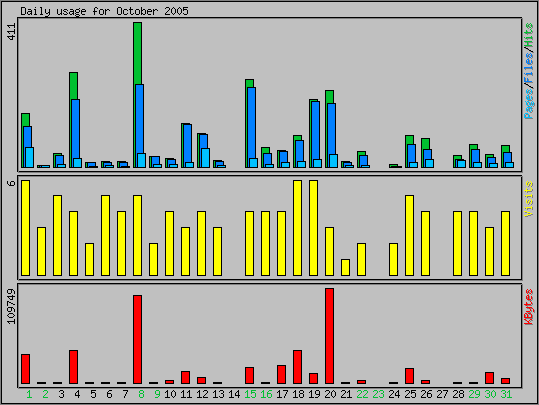 Daily usage for October 2005
411
Pages/Files/Hits
6
Visits
109749
KBytes
1 2 3 4 5 6 7 8 9 10 11 12 13 14 15 16 17 18 19 20 21 22 23 24 25 26 27 28 29 30 31